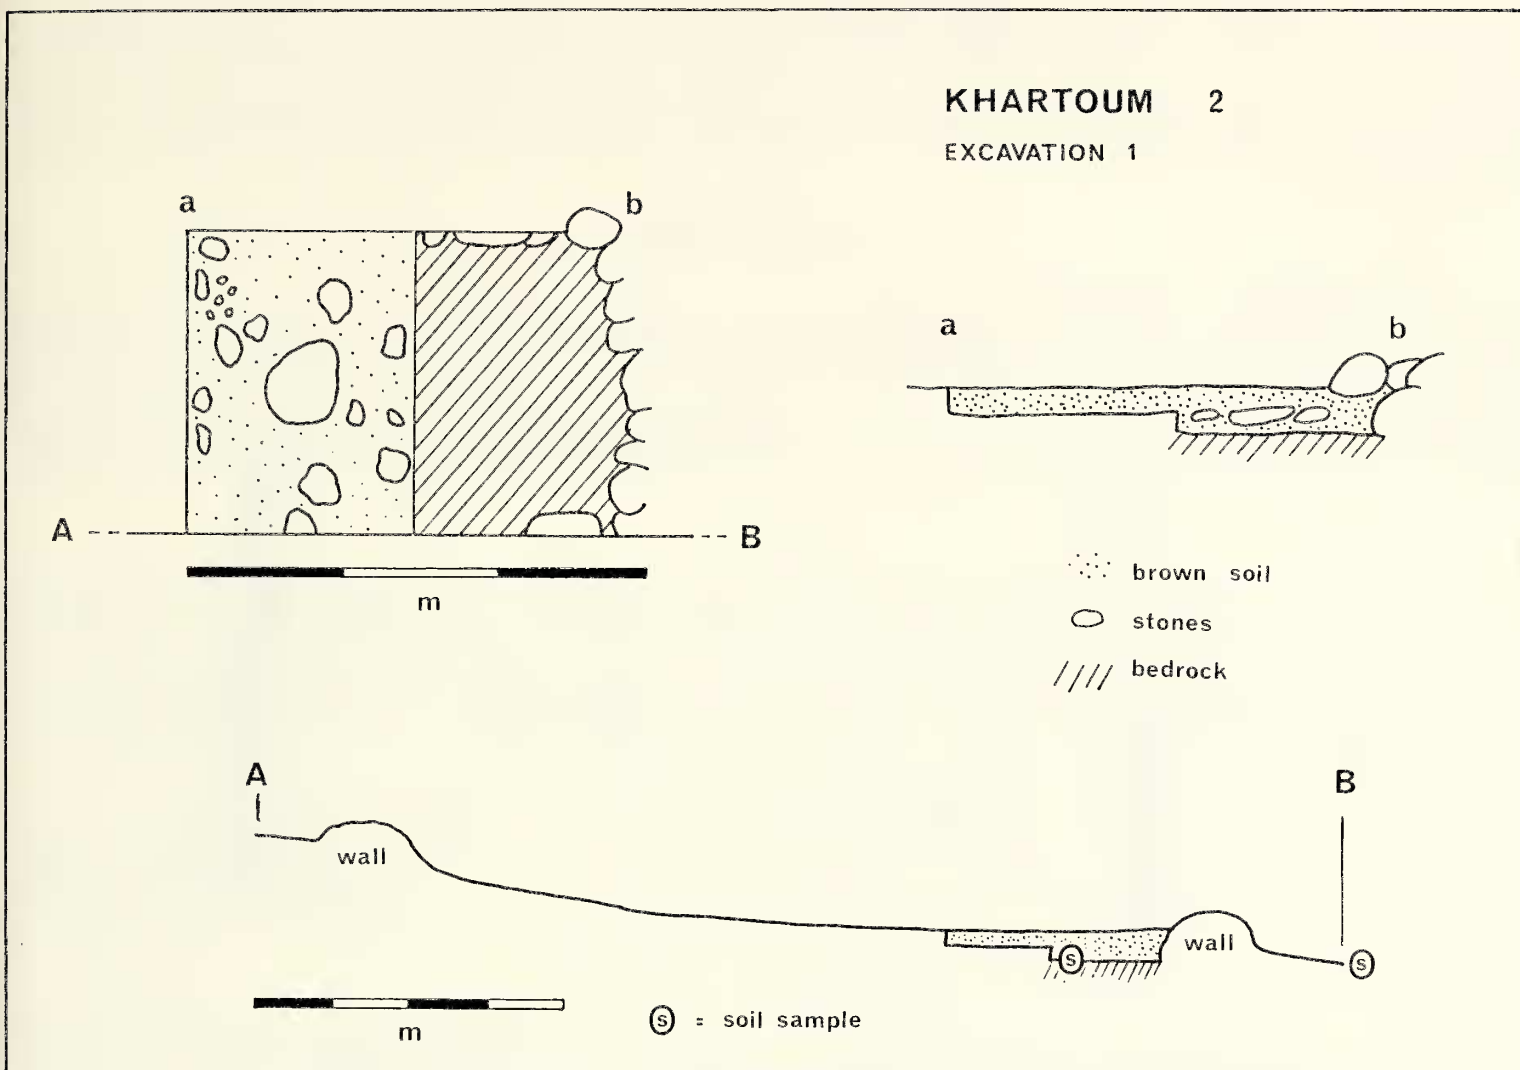 KHARTOUM 2
EXCAVATION 1
a b
a b
A B
m
brown soil
stones
bedrock
A B
wall
wall
S
S
m
S = soil sample